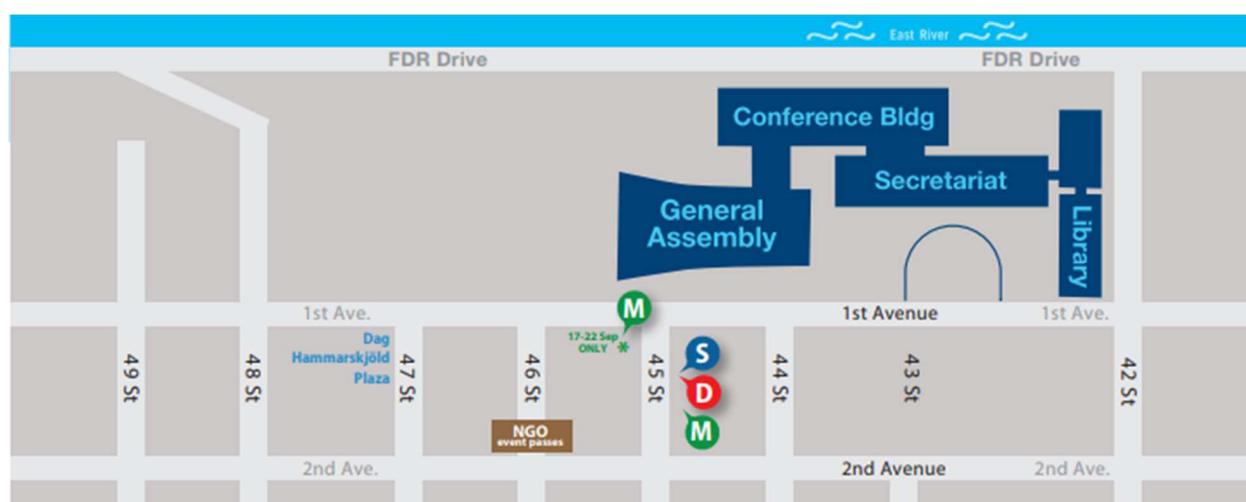 East River
FDR Drive
FDR Drive
Conference Bldg
Secretariat
General
Assembly
Library
M
1st Ave.
1st Avenue
1st Ave.
17-22 Sep
ONLY *
Dag
Hammarskjöld
Plaza
S
D
M
49 St
48 St
47 St
46 St
45 St
44 St
43 St
42 St
NGO
event passes
2nd Ave.
2nd Avenue
2nd Ave.